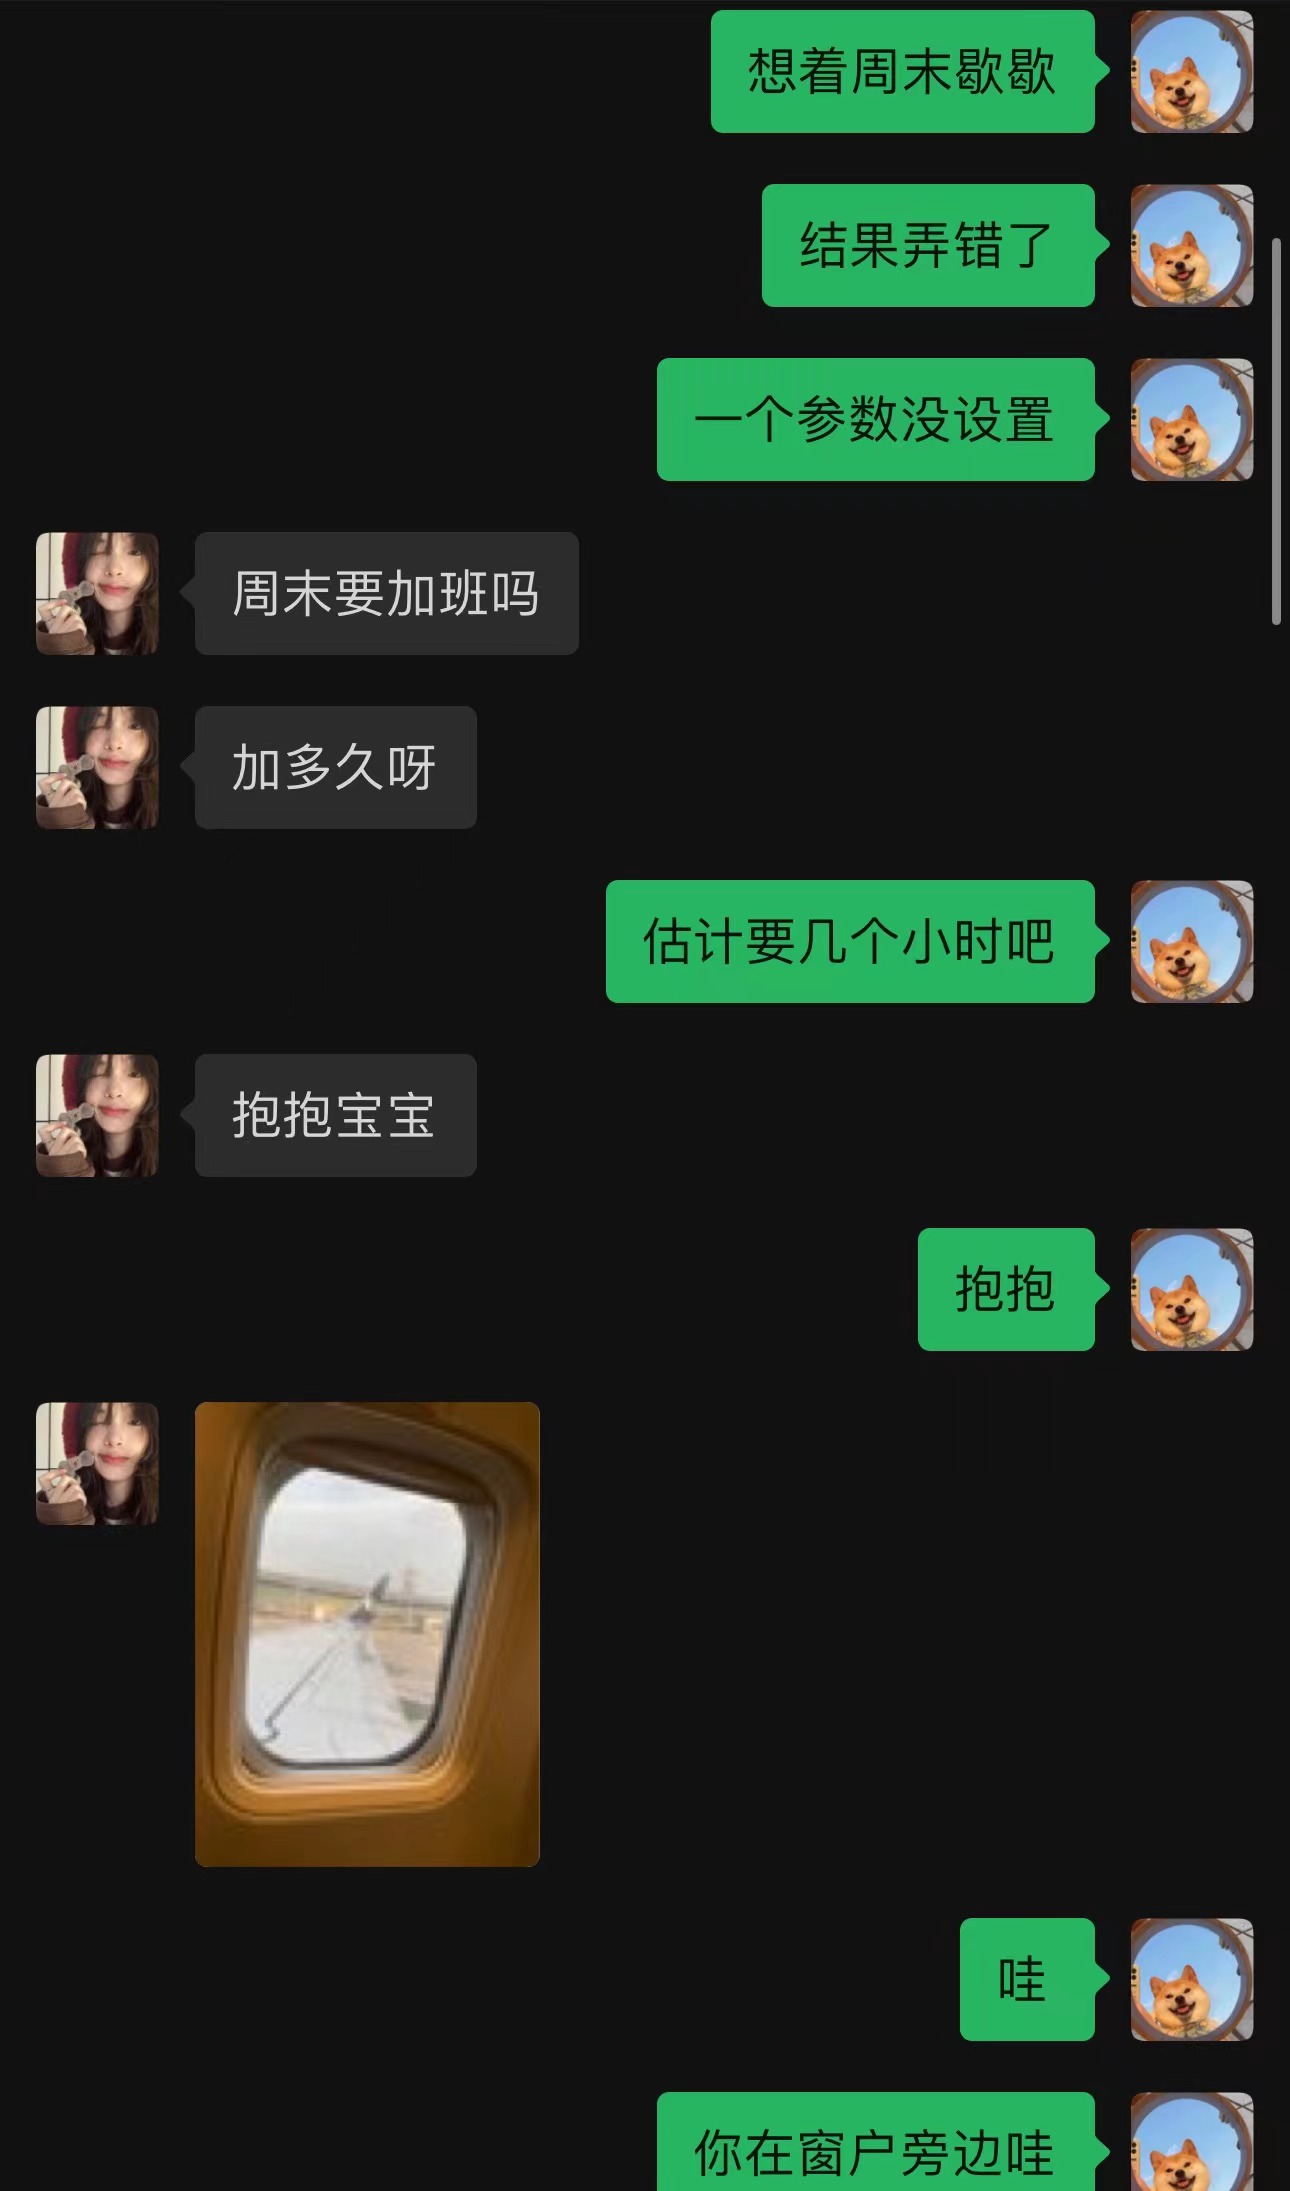 想着周末歇歇
结果弄错了
一个参数没设置
周末要加班吗
加多久呀
估计要几个小时吧
抱抱宝宝
抱抱
哇
你在窗户旁边哇